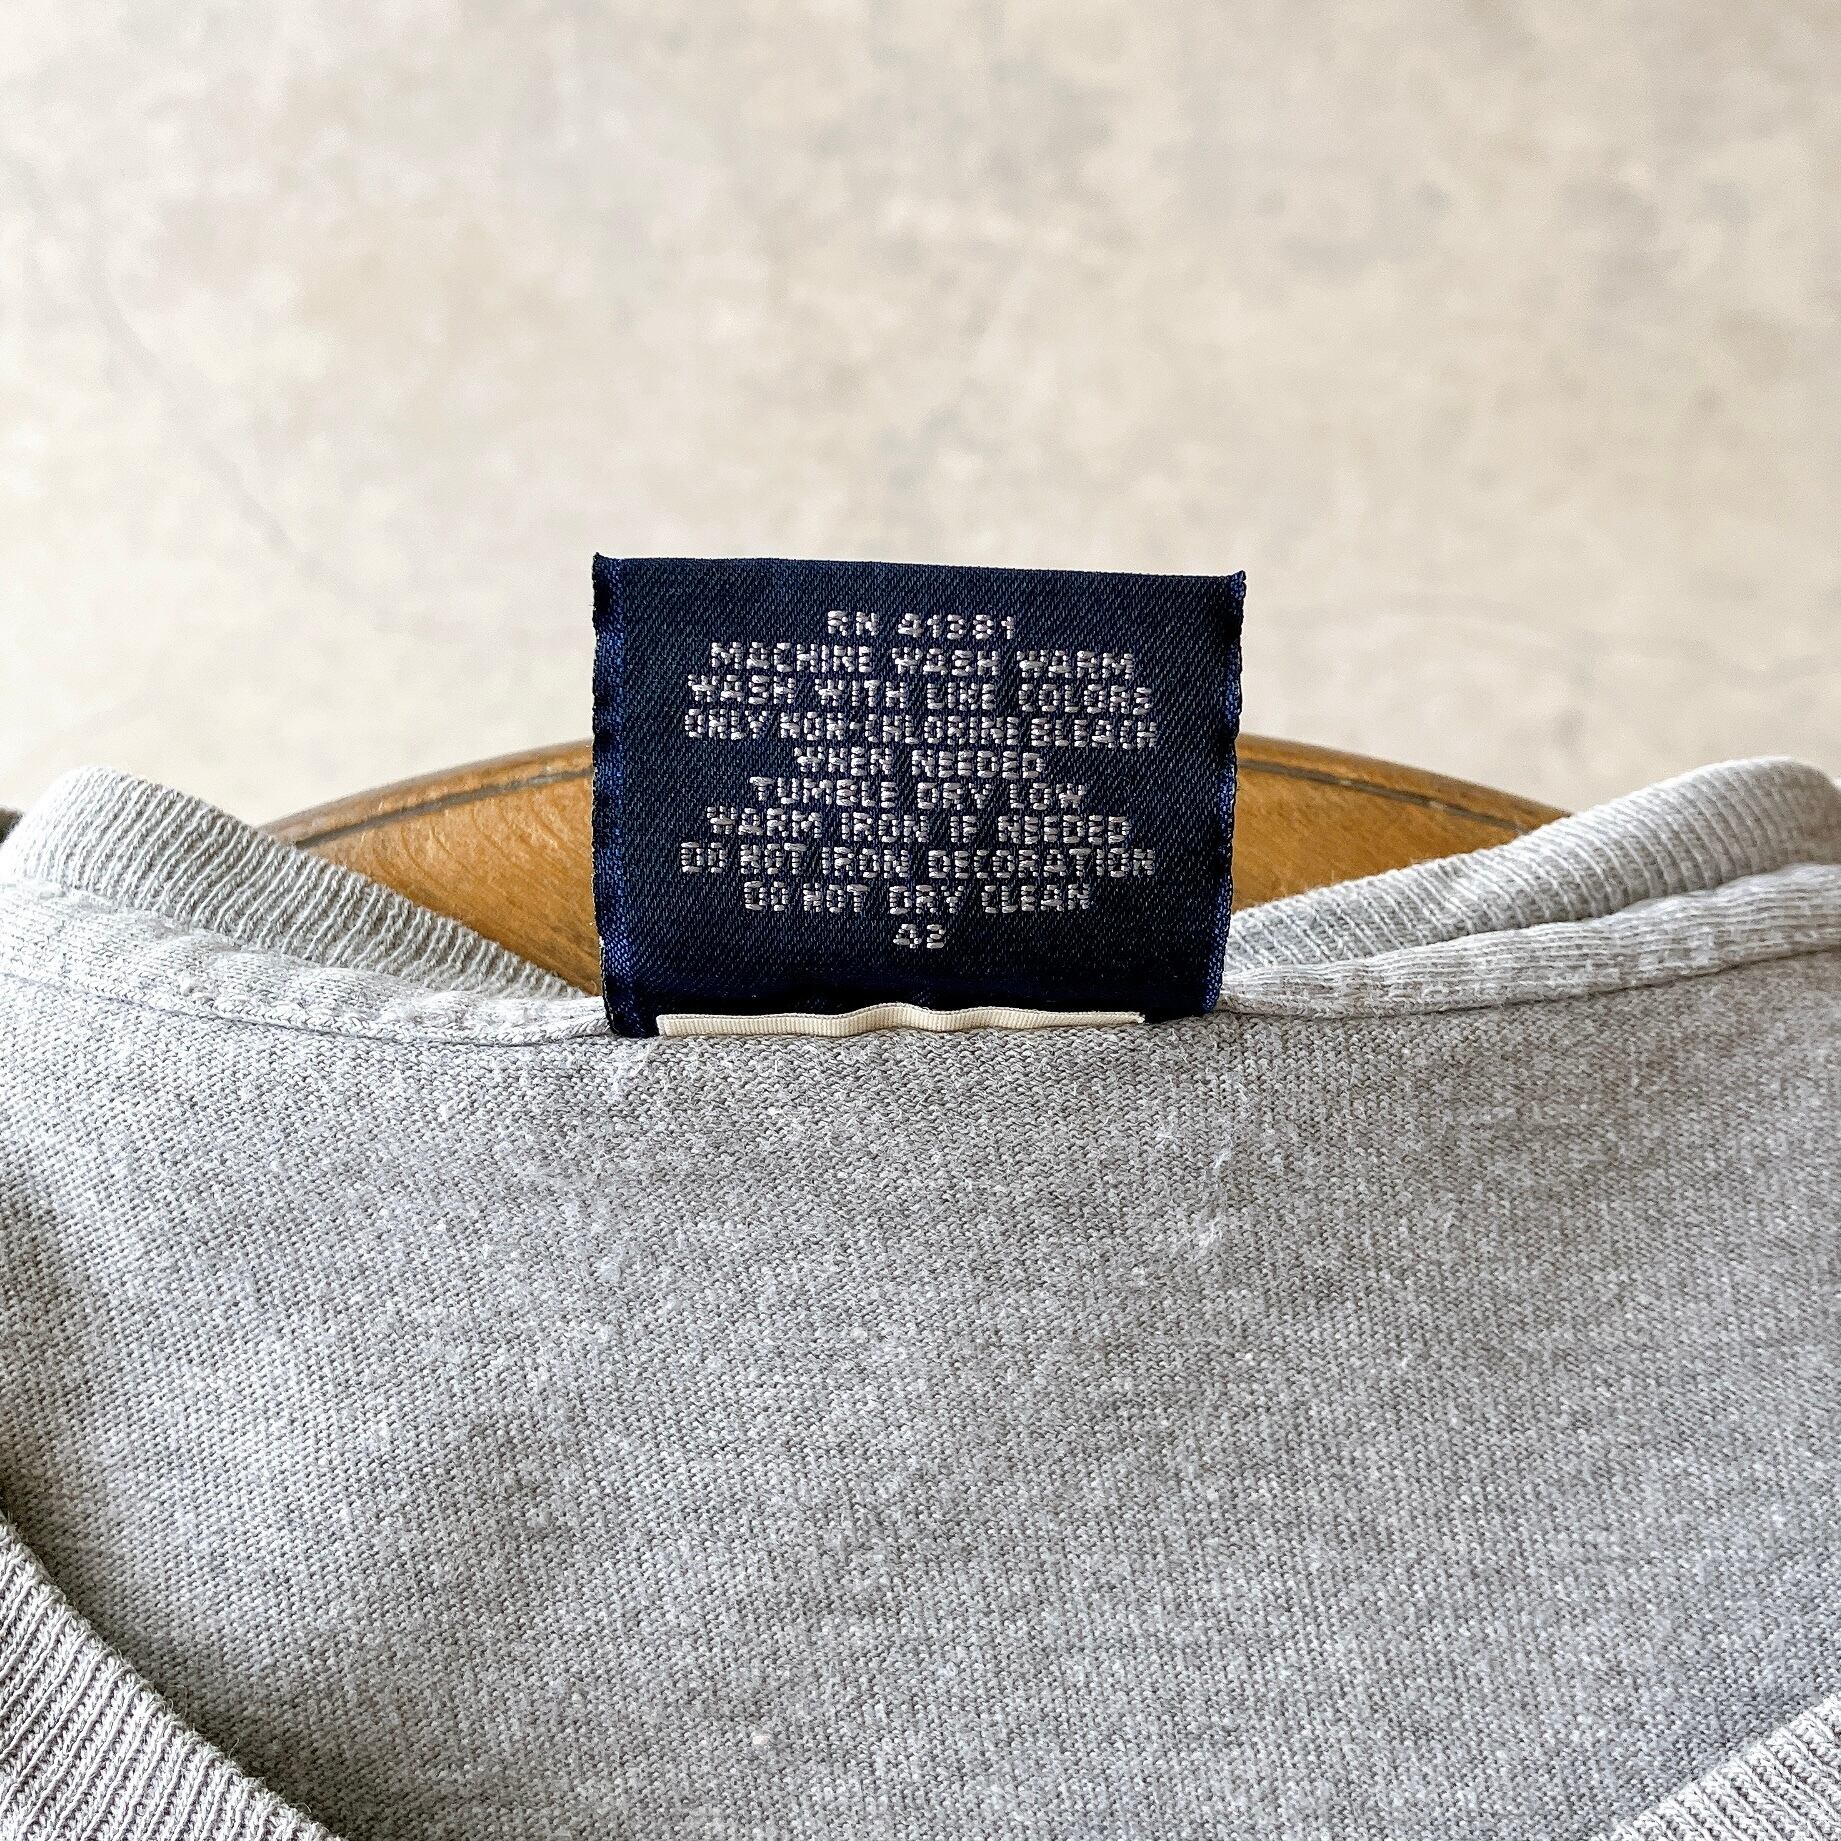 RN 41381
MACHINE WASH WARM
WASH WITH LIKE COLORS
ONLY NON-CHLORINE BLEACH
WHEN NEEDED
TUMBLE DRY LOW
WARM IRON IF NEEDED
DO NOT IRON DECORATION
DO NOT DRY CLEAN
42